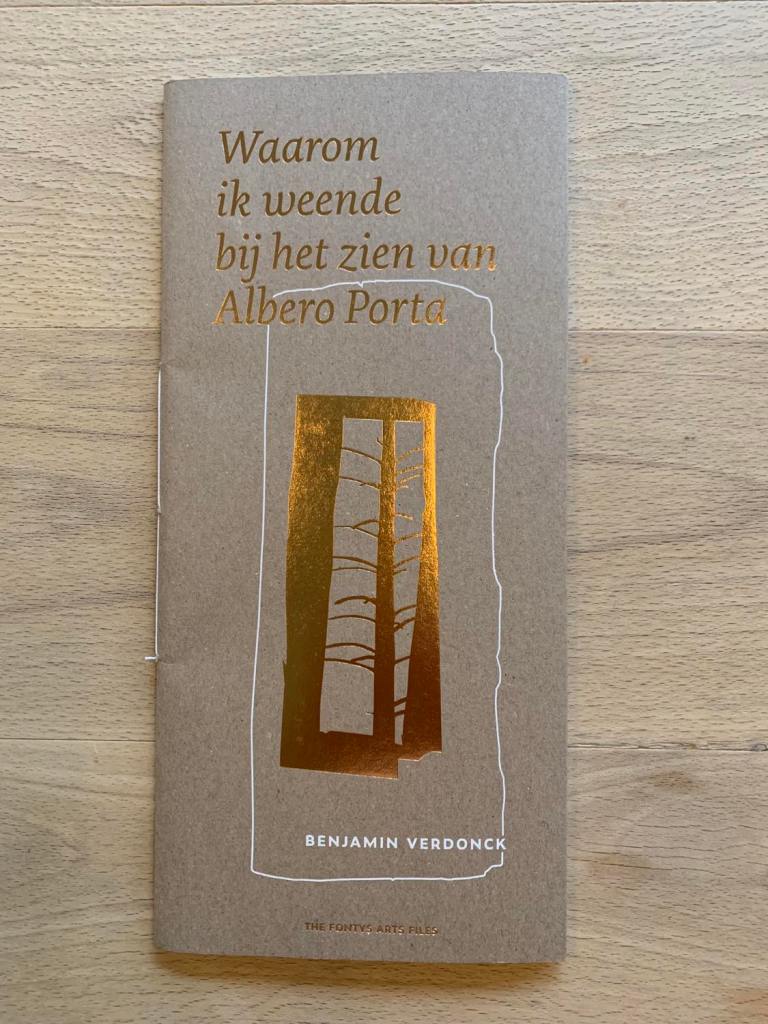 Waarom
ik weende
bij het zien van
Albero Porta
BENJAMIN VERDONCK
THE FONTYS ARTS FILES